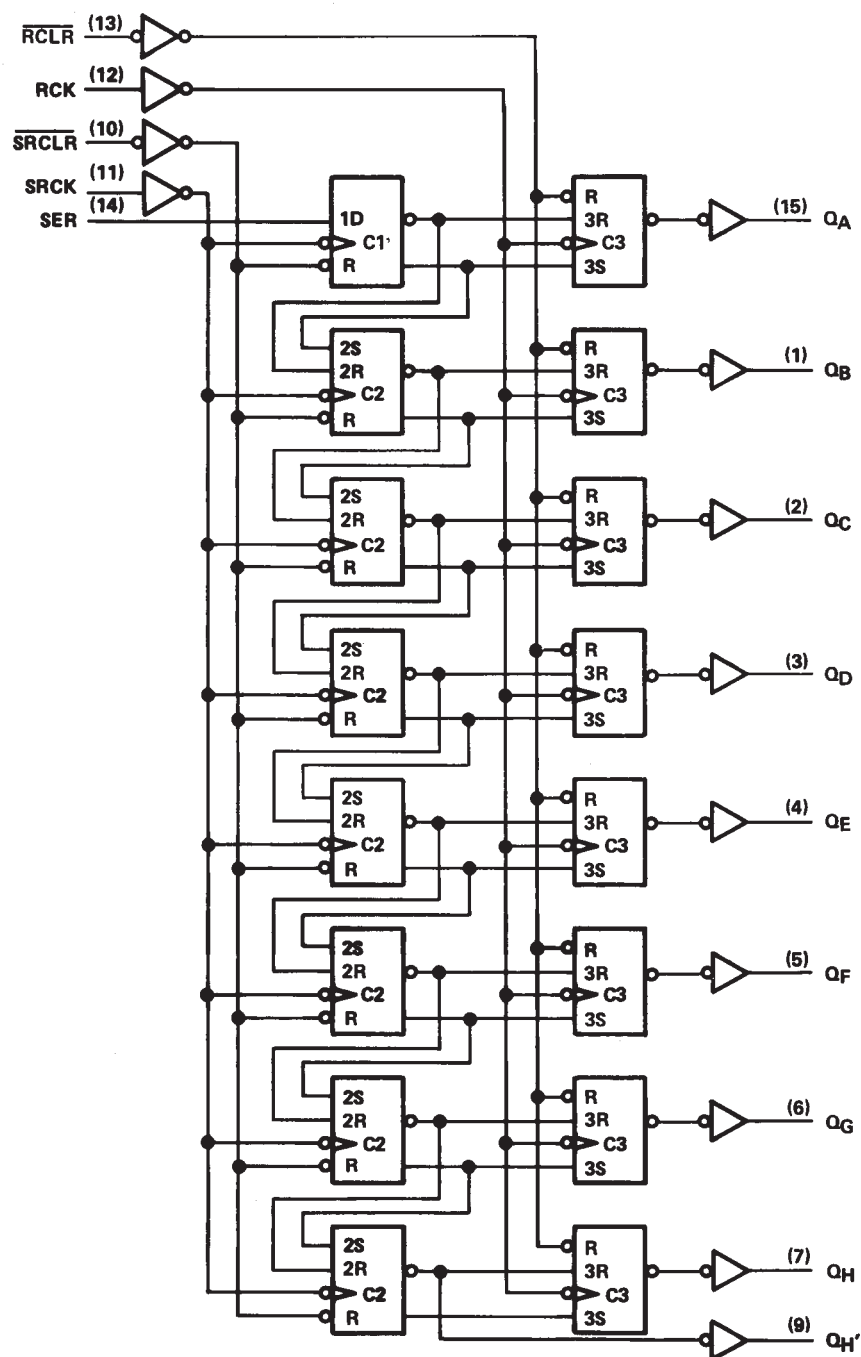 RCLR (13)
RCK (12)
SRCLR (10)
SRCK (11)
SER (14)
1D
C1
R
R
3R
C3
3S
(15) QA
2S
2R
C2
R
R
3R
C3
3S
(1) QB
2S
2R
C2
R
R
3R
C3
3S
(2) QC
2S
2R
C2
R
R
3R
C3
3S
(3) QD
2S
2R
C2
R
R
3R
C3
3S
(4) QE
2S
2R
C2
R
R
3R
C3
3S
(5) QF
2S
2R
C2
R
R
3R
C3
3S
(6) QG
2S
2R
C2
R
R
3R
C3
3S
(7) QH
(9) QH'